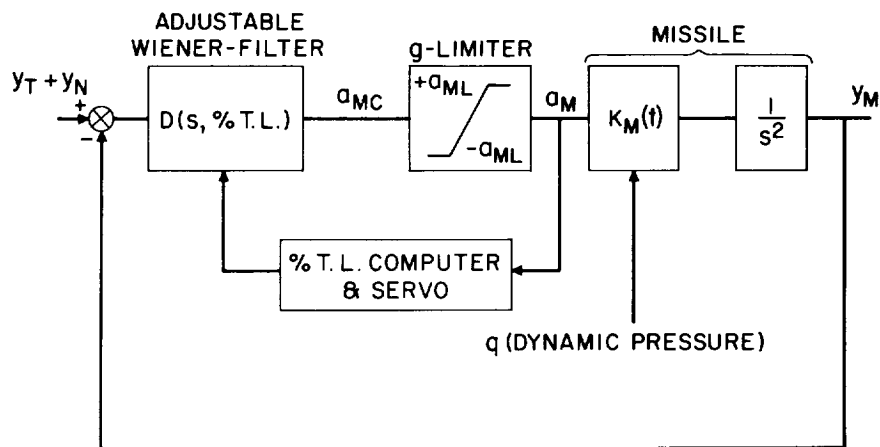 ADJUSTABLE
WIENER-FILTER
g-LIMITER
MISSILE
y_T + y_N
+
−
D(s, % T.L.)
a_MC
+a_ML
−a_ML
a_M
K_M(t)
1
s²
y_M
% T. L. COMPUTER
& SERVO
q (DYNAMIC PRESSURE)